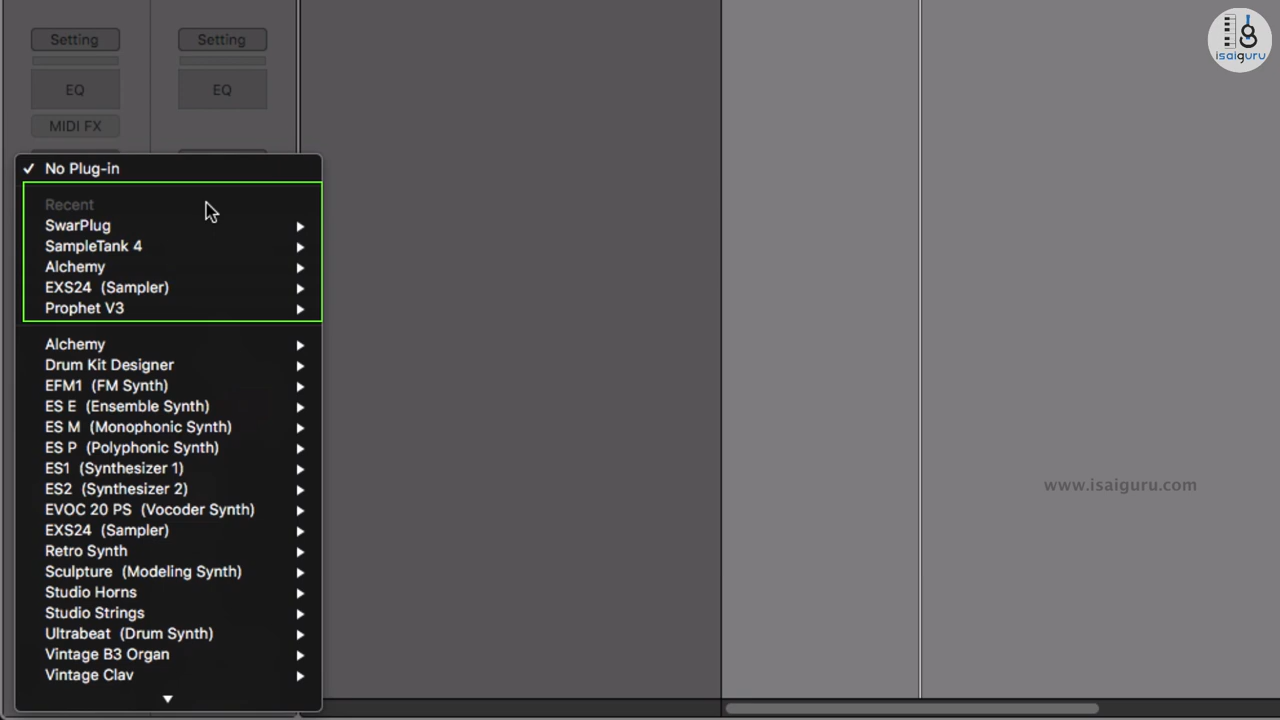 Setting
Setting
isaiguru
EQ
EQ
MIDI FX
✓ No Plug-in
Recent
SwarPlug
SampleTank 4
Alchemy
EXS24 (Sampler)
Prophet V3
Alchemy
Drum Kit Designer
EFM1 (FM Synth)
ES E (Ensemble Synth)
ES M (Monophonic Synth)
ES P (Polyphonic Synth)
ES1 (Synthesizer 1)
ES2 (Synthesizer 2)
EVOC 20 PS (Vocoder Synth)
EXS24 (Sampler)
Retro Synth
Sculpture (Modeling Synth)
Studio Horns
Studio Strings
Ultrabeat (Drum Synth)
Vintage B3 Organ
Vintage Clav
www.isaiguru.com